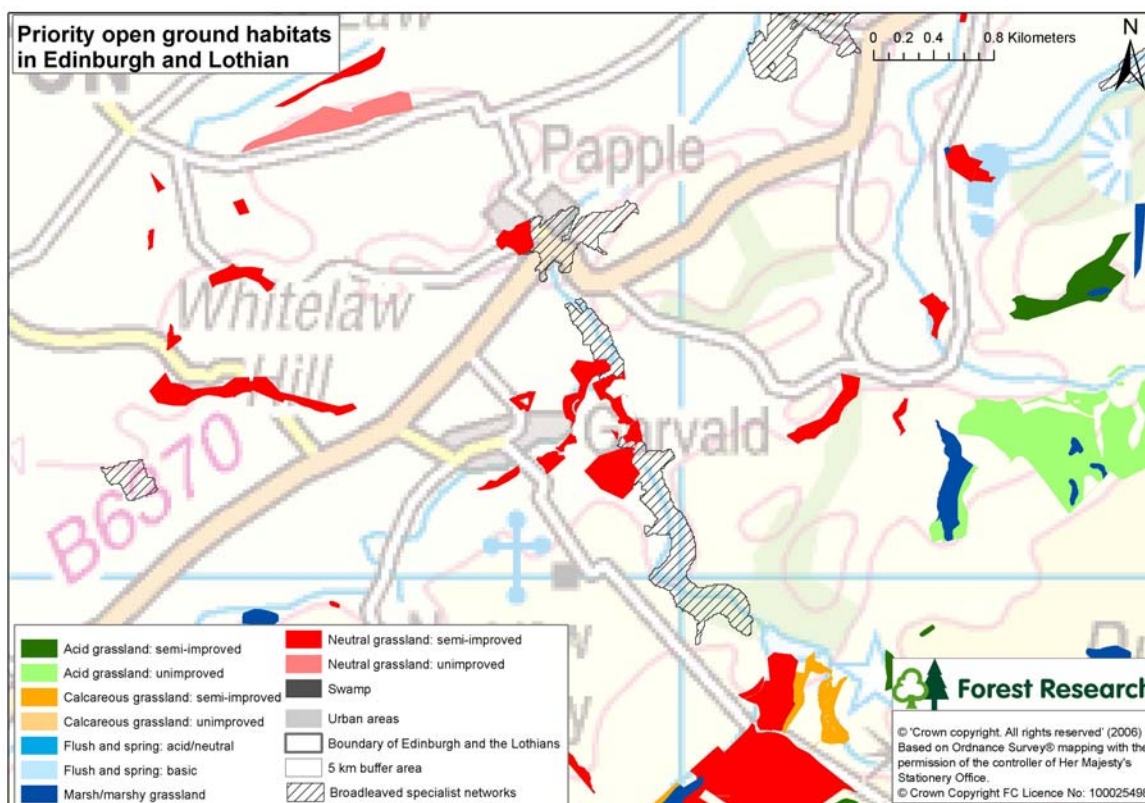 Priority open ground habitats
in Edinburgh and Lothian
0 0.2 0.4 0.8 Kilometers
N
Papple
Whitelaw
Hill
Garvald
B6370
Acid grassland: semi-improved
Acid grassland: unimproved
Calcareous grassland: semi-improved
Calcareous grassland: unimproved
Flush and spring: acid/neutral
Flush and spring: basic
Marsh/marshy grassland
Neutral grassland: semi-improved
Neutral grassland: unimproved
Swamp
Urban areas
Boundary of Edinburgh and the Lothians
5 km buffer area
Broadleaved specialist networks
Forest Research
© 'Crown copyright. All rights reserved' (2006)
Based on Ordnance Survey® mapping with the
permission of the controller of Her Majesty's
Stationery Office.
© Crown Copyright FC Licence No: 100025498